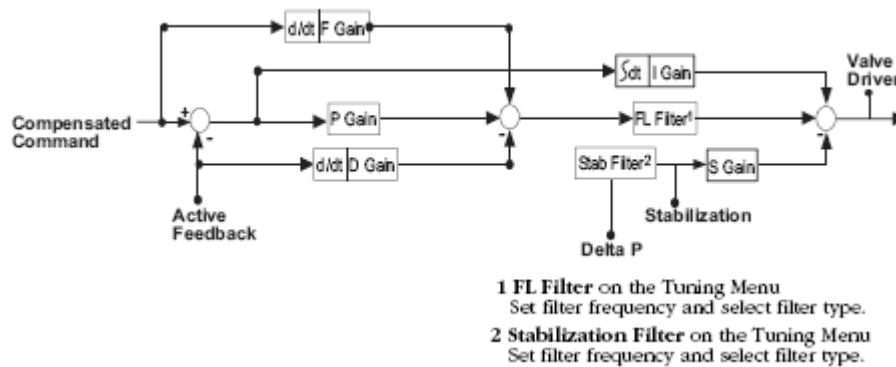 d/dt F Gain
∫dt I Gain
Valve
Driver
Compensated
Command
+
-
P Gain
-
FL Filter¹
-
d/dt D Gain
Stab Filter²
S Gain
Active
Feedback
Stabilization
Delta P
1 FL Filter on the Tuning Menu
Set filter frequency and select filter type.
2 Stabilization Filter on the Tuning Menu
Set filter frequency and select filter type.